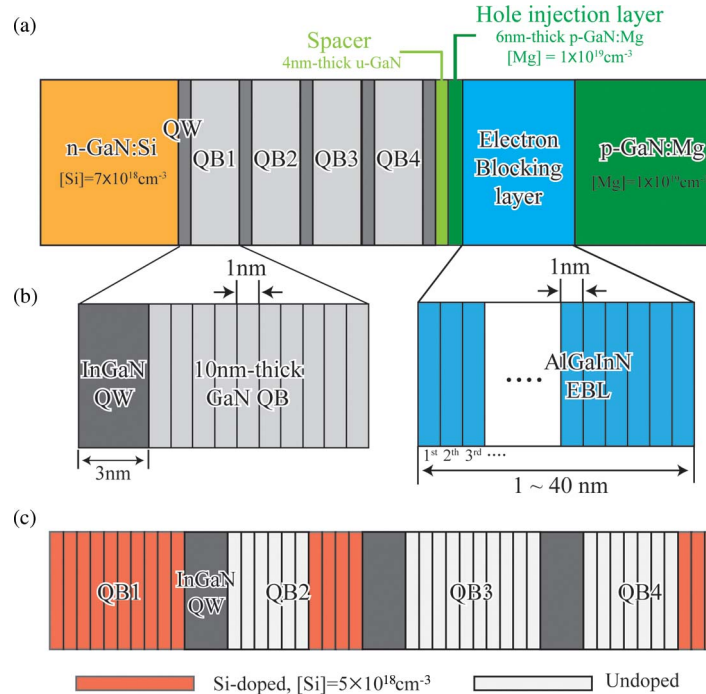 (a)
Hole injection layer
6nm-thick p-GaN:Mg
[Mg] = 1×10¹⁹cm⁻³
Spacer
4nm-thick u-GaN
n-GaN:Si
[Si]=7×10¹⁸cm⁻³
QW
QB1
QB2
QB3
QB4
Electron
Blocking
layer
p-GaN:Mg
[Mg]=1×10¹⁹cm⁻³
(b)
1nm
1nm
InGaN
QW
10nm-thick
GaN QB
3nm
AlGaInN
EBL
1st 2th 3rd ....
1 ~ 40 nm
(c)
QB1
InGaN
QW
QB2
QB3
QB4
Si-doped, [Si]=5×10¹⁸cm⁻³
Undoped